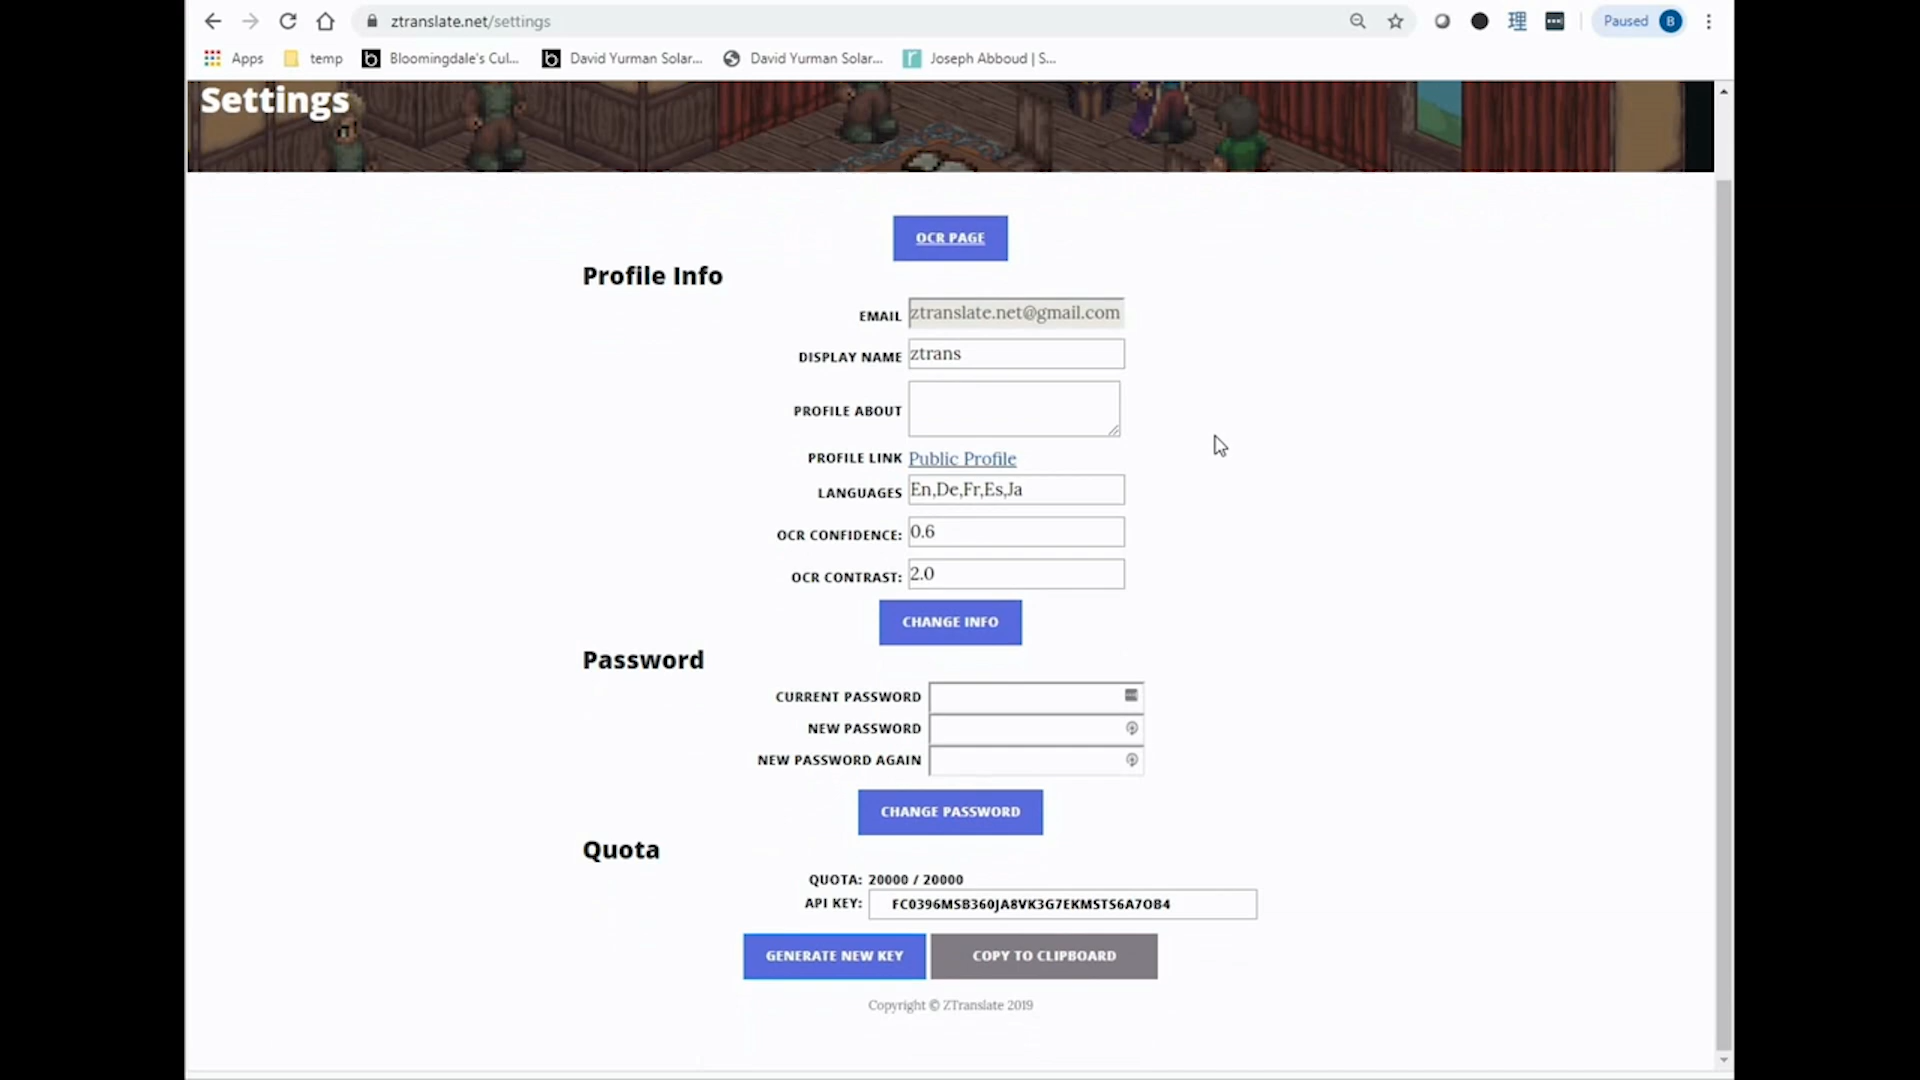 ztranslate.net/settings
Paused B
Apps temp Bloomingdale's Cul... David Yurman Solar... David Yurman Solar... Joseph Abboud | S...
Settings
OCR PAGE
Profile Info
EMAIL ztranslate.net@gmail.com
DISPLAY NAME ztrans
PROFILE ABOUT
PROFILE LINK Public Profile
LANGUAGES En,De,Fr,Es,Ja
OCR CONFIDENCE: 0.6
OCR CONTRAST: 2.0
CHANGE INFO
Password
CURRENT PASSWORD
NEW PASSWORD
NEW PASSWORD AGAIN
CHANGE PASSWORD
Quota
QUOTA: 20000 / 20000
API KEY: FC0396MSB360JA8VK3G7EKMSTS6A7OB4
GENERATE NEW KEY COPY TO CLIPBOARD
Copyright © ZTranslate 2019